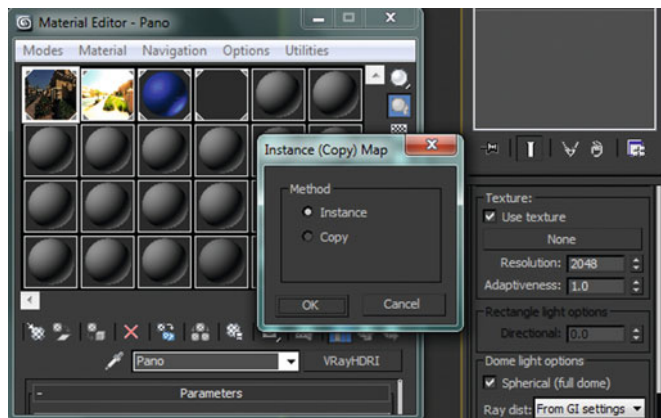 Material Editor - Pano
Modes Material Navigation Options Utilities
Instance (Copy) Map
Method
Instance
Copy
OK Cancel
Pano VRayHDRI
Parameters
Texture:
Use texture
None
Resolution: 2048
Adaptiveness: 1.0
Rectangle light options
Directional: 0.0
Dome light options
Spherical (full dome)
Ray dist: From GI settings